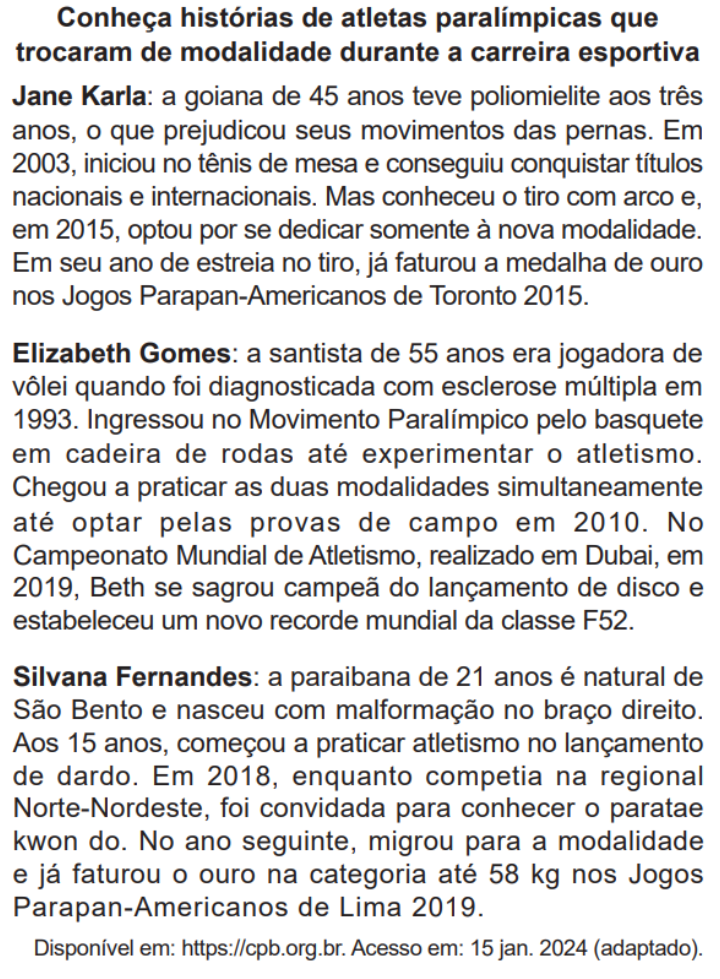 Conheça histórias de atletas paralímpicas que
trocaram de modalidade durante a carreira esportiva
Jane Karla: a goiana de 45 anos teve poliomielite aos três
anos, o que prejudicou seus movimentos das pernas. Em
2003, iniciou no tênis de mesa e conseguiu conquistar títulos
nacionais e internacionais. Mas conheceu o tiro com arco e,
em 2015, optou por se dedicar somente à nova modalidade.
Em seu ano de estreia no tiro, já faturou a medalha de ouro
nos Jogos Parapan-Americanos de Toronto 2015.
Elizabeth Gomes: a santista de 55 anos era jogadora de
vôlei quando foi diagnosticada com esclerose múltipla em
1993. Ingressou no Movimento Paralímpico pelo basquete
em cadeira de rodas até experimentar o atletismo.
Chegou a praticar as duas modalidades simultaneamente
até optar pelas provas de campo em 2010. No
Campeonato Mundial de Atletismo, realizado em Dubai, em
2019, Beth se sagrou campeã do lançamento de disco e
estabeleceu um novo recorde mundial da classe F52.
Silvana Fernandes: a paraibana de 21 anos é natural de
São Bento e nasceu com malformação no braço direito.
Aos 15 anos, começou a praticar atletismo no lançamento
de dardo. Em 2018, enquanto competia na regional
Norte-Nordeste, foi convidada para conhecer o paratae
kwon do. No ano seguinte, migrou para a modalidade
e já faturou o ouro na categoria até 58 kg nos Jogos
Parapan-Americanos de Lima 2019.
Disponível em: https://cpb.org.br. Acesso em: 15 jan. 2024 (adaptado).